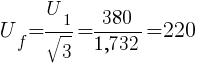 U_f = U_1/√3 = 380/1,732 = 220